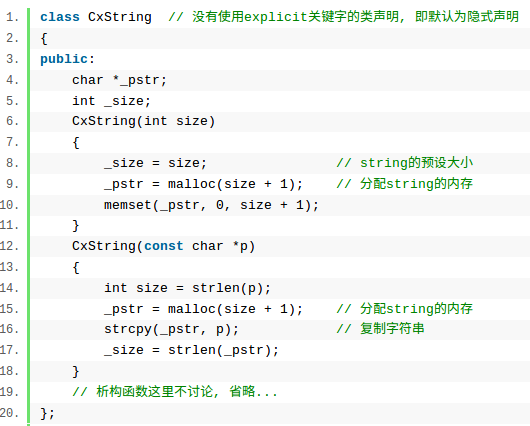 1. class CxString  // 没有使用explicit关键字的类声明, 即默认为隐式声明
2. {
3. public:
4.     char *_pstr;
5.     int _size;
6.     CxString(int size)
7.     {
8.         _size = size;                // string的预设大小
9.         _pstr = malloc(size + 1);    // 分配string的内存
10.         memset(_pstr, 0, size + 1);
11.     }
12.     CxString(const char *p)
13.     {
14.         int size = strlen(p);
15.         _pstr = malloc(size + 1);    // 分配string的内存
16.         strcpy(_pstr, p);            // 复制字符串
17.         _size = strlen(_pstr);
18.     }
19.     // 析构函数这里不讨论, 省略...
20. };